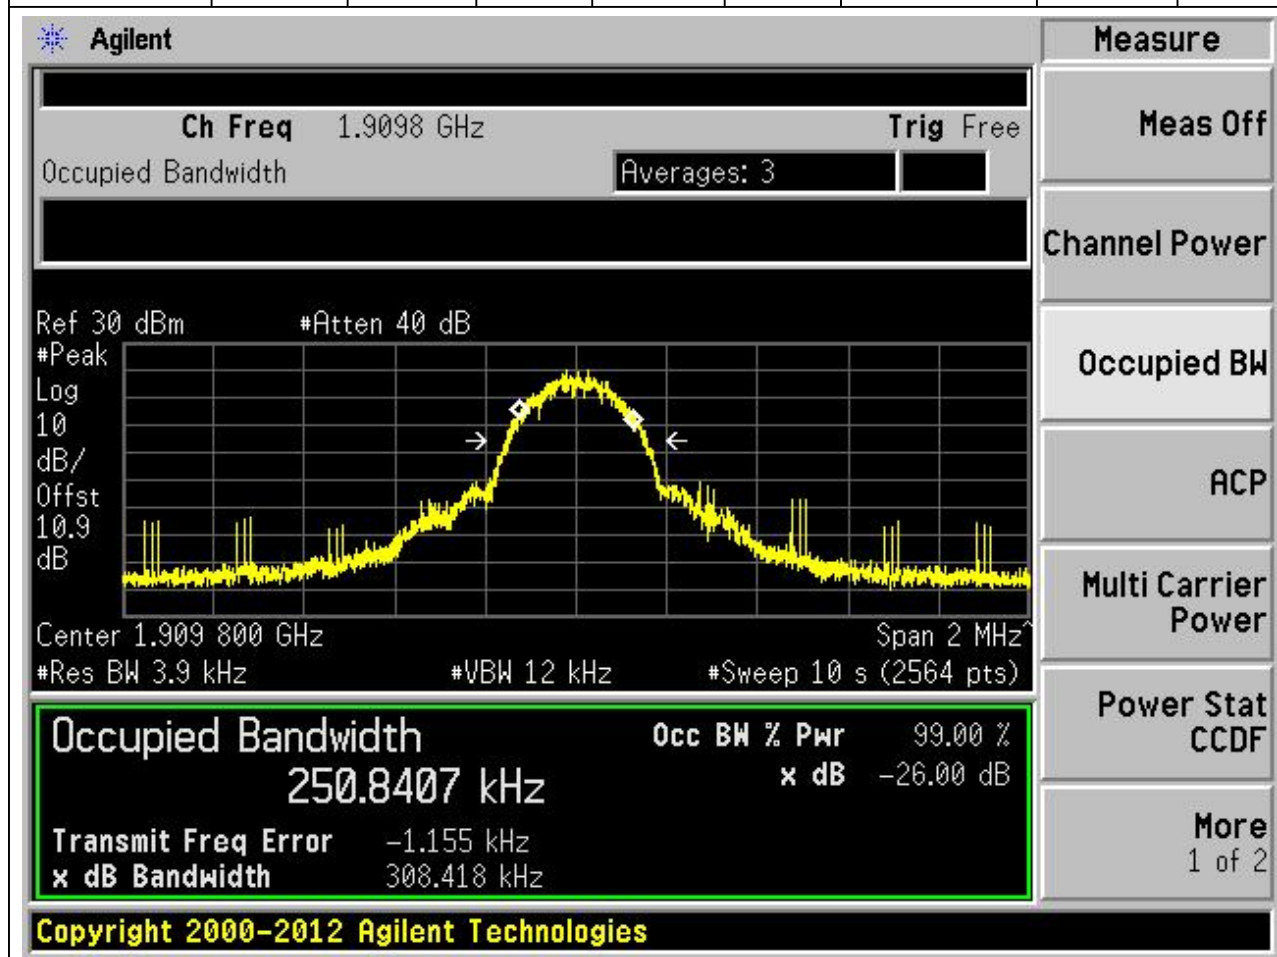 Agilent
Measure
Ch Freq 1.9098 GHz Trig Free
Occupied Bandwidth Averages: 3
Meas Off
Channel Power
Occupied BW
ACP
Multi Carrier
Power
Power Stat
CCDF
More
1 of 2
Ref 30 dBm #Atten 40 dB
#Peak
Log
10
dB/
Offst
10.9
dB
Center 1.909 800 GHz Span 2 MHz^
#Res BW 3.9 kHz #VBW 12 kHz #Sweep 10 s (2564 pts)
Occupied Bandwidth Occ BW % Pwr 99.00 %
250.8407 kHz x dB -26.00 dB
Transmit Freq Error -1.155 kHz
x dB Bandwidth 308.418 kHz
Copyright 2000-2012 Agilent Technologies